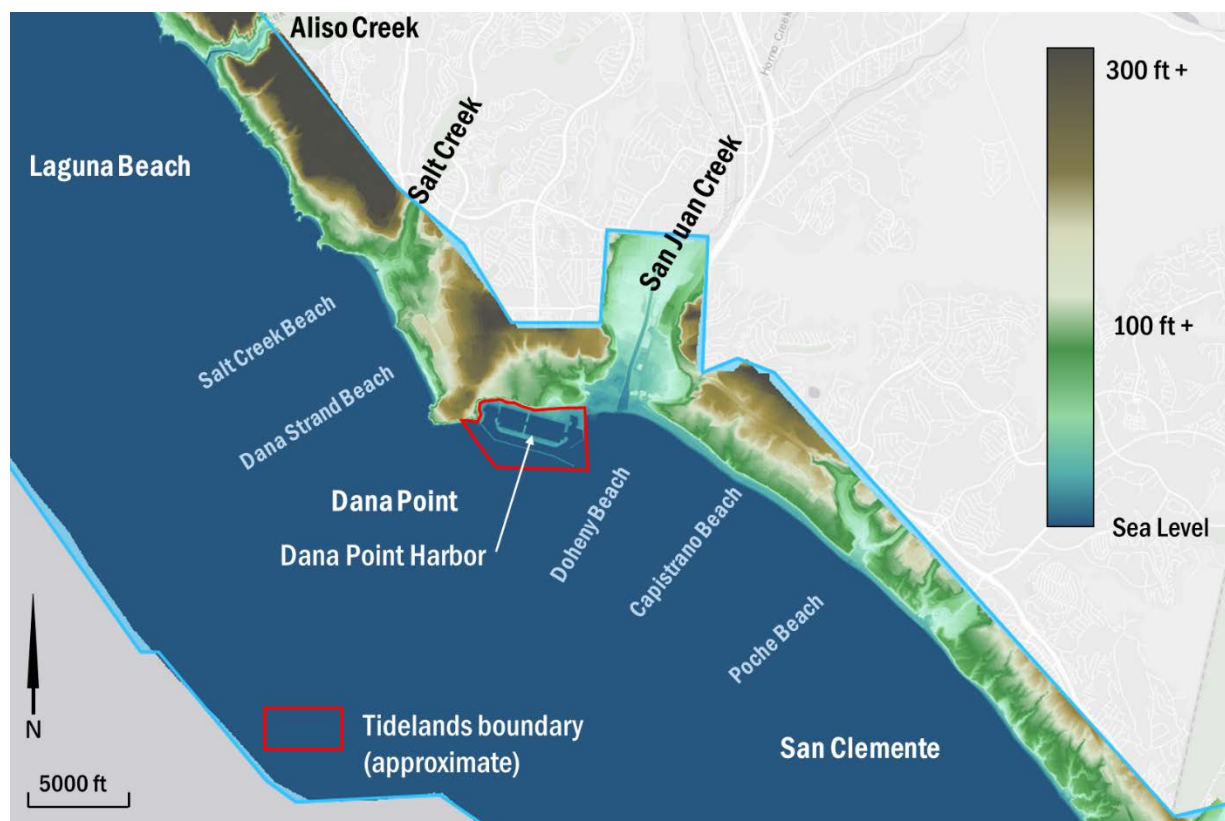 Aliso Creek
300 ft +
Horno Creek
Laguna Beach
Salt Creek
San Juan Creek
Salt Creek Beach
100 ft +
Dana Strand Beach
Dana Point
Dana Point Harbor
Doheny Beach
Capistrano Beach
Poche Beach
Sea Level
N
Tidelands boundary
(approximate)
San Clemente
5000 ft